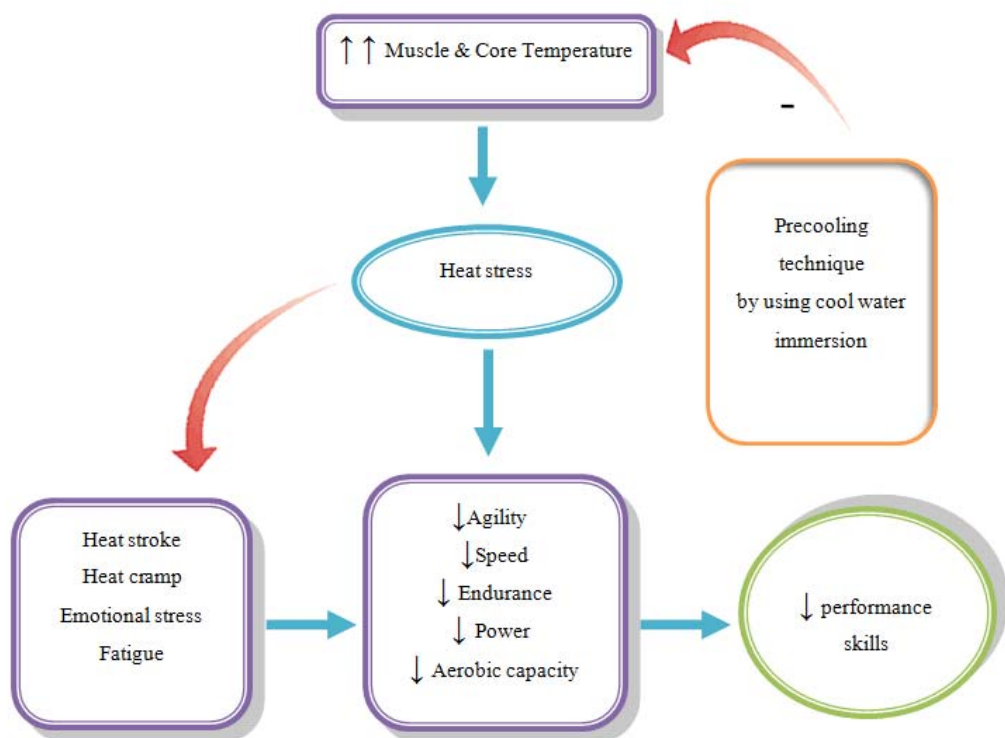 ↑ ↑ Muscle & Core Temperature
–
Precooling
technique
by using cool water
immersion
Heat stress
Heat stroke
Heat cramp
Emotional stress
Fatigue
↓Agility
↓Speed
↓ Endurance
↓ Power
↓ Aerobic capacity
↓ performance
skills